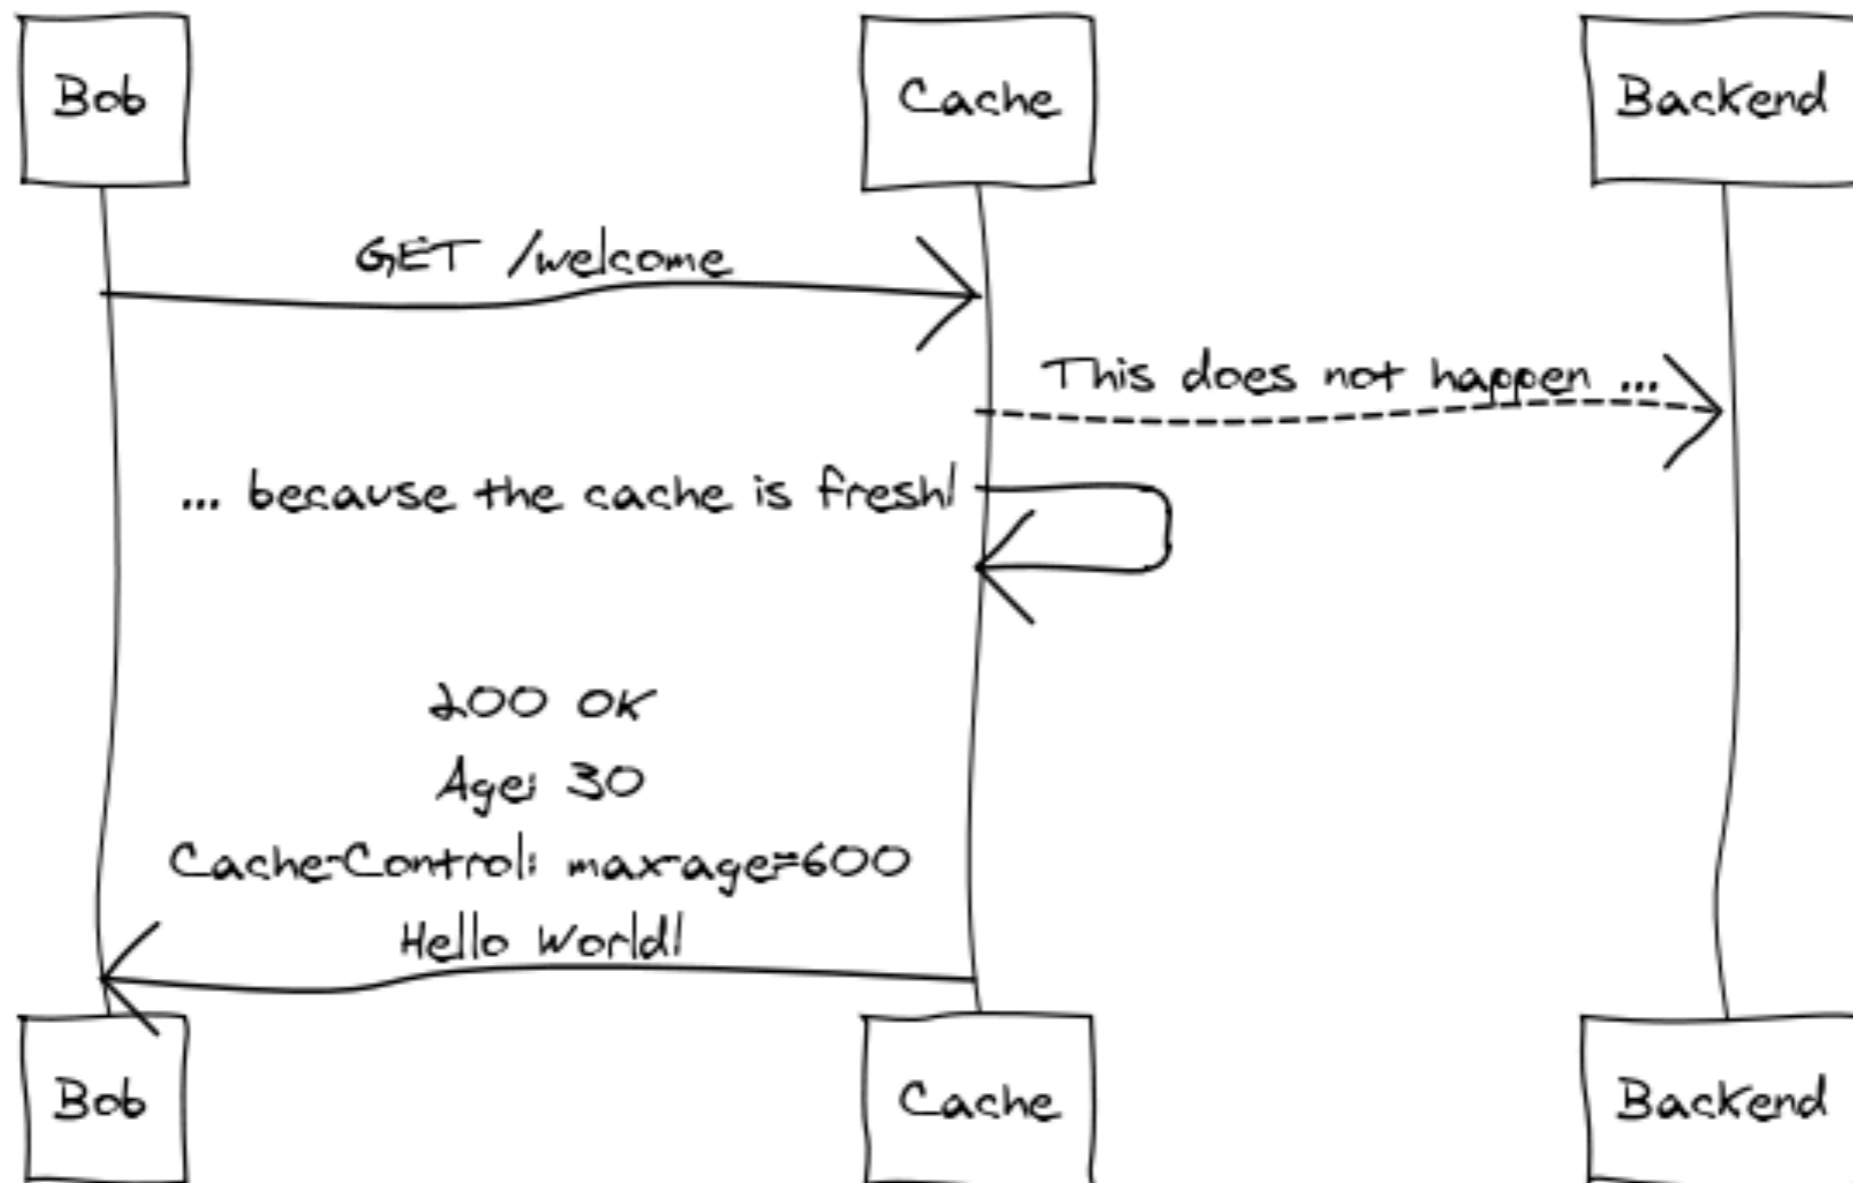 Bob Cache Backend
GET /welcome
This does not happen ...
... because the cache is fresh!
200 OK
Age: 30
Cache-Control: max-age=600
Hello World!
Bob Cache Backend